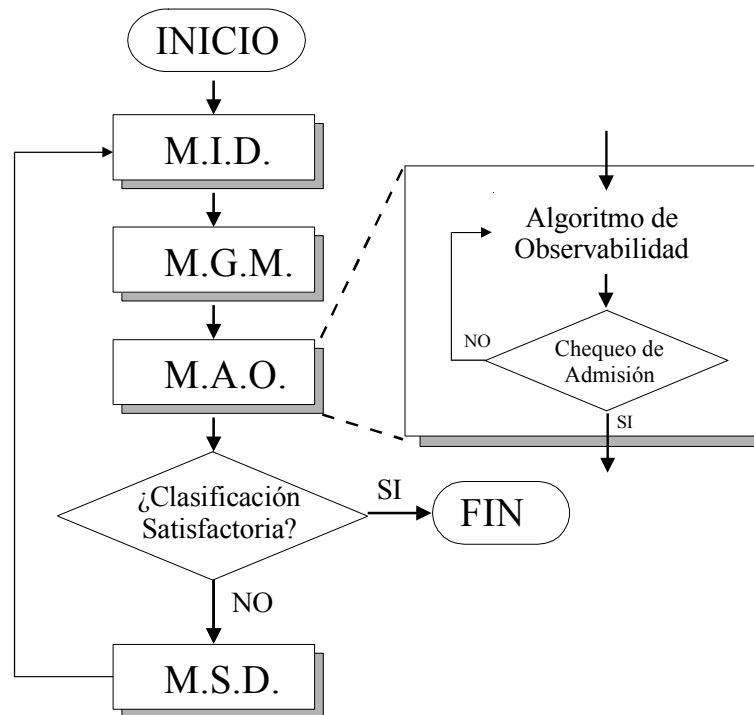 INICIO
M.I.D.
M.G.M.
M.A.O.
¿Clasificación
Satisfactoria?
SI
FIN
NO
M.S.D.
Algoritmo de
Observabilidad
NO
Chequeo de
Admisión
SI